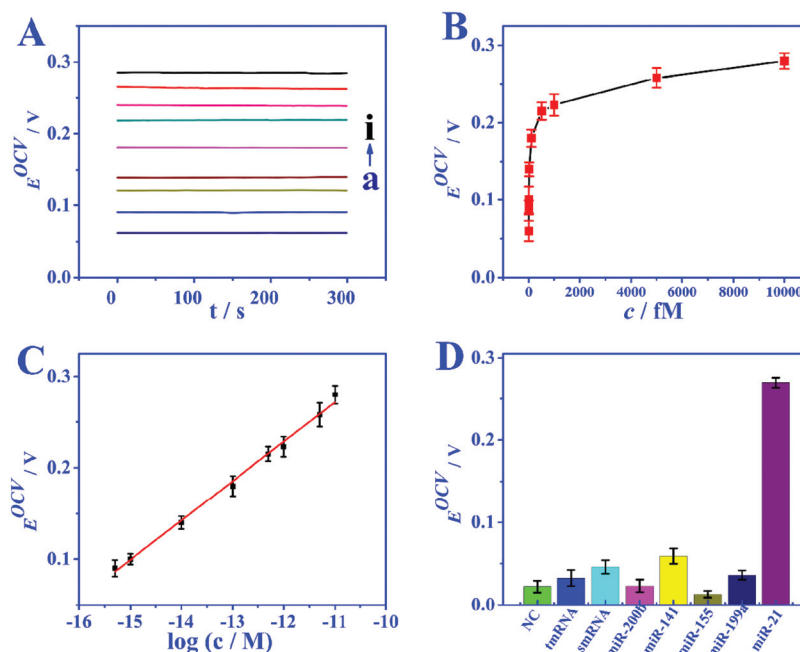 A
0.3
0.2
0.1
0.0
E^OCV / V
i
a
0 100 200 300
t / s
B
0.3
0.2
0.1
0.0
E^OCV / V
0 2000 4000 6000 8000 10000
c / fM
C
0.3
0.2
0.1
E^OCV / V
-16 -15 -14 -13 -12 -11 -10
log (c / M)
D
0.3
0.2
0.1
0.0
E^OCV / V
NC tmRNA smRNA miR-200b miR-141 miR-155 miR-199a miR-21